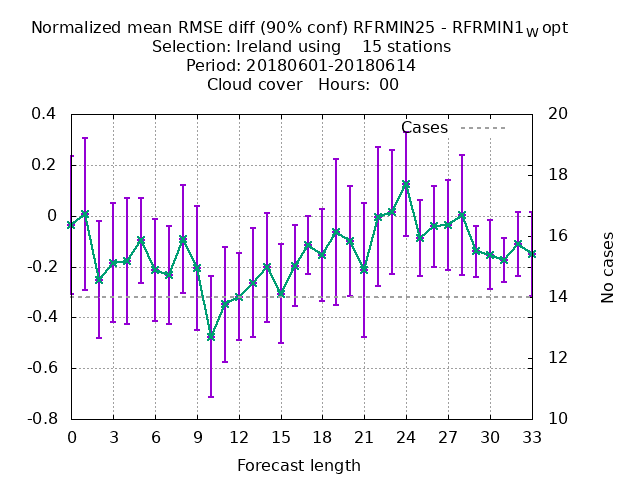 Normalized mean RMSE diff (90% conf) RFRMIN25 - RFRMIN1wopt
Selection: Ireland using    15 stations
Period: 20180601-20180614
Cloud cover   Hours:  00
Cases
0.4
0.2
0
-0.2
-0.4
-0.6
-0.8
20
18
16
14
12
10
No cases
0 3 6 9 12 15 18 21 24 27 30 33
Forecast length